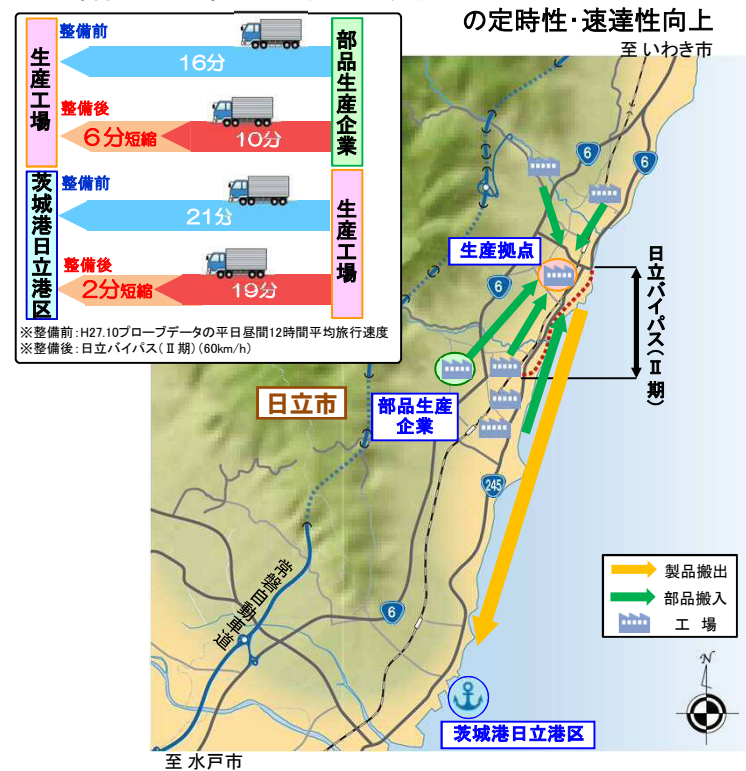 の定時性･速達性向上
生産工場
整備前
16分
部品生産企業
整備後
6分短縮
10分
茨城港日立港区
整備前
21分
生産工場
整備後
2分短縮
19分
※整備前：H27.10プローブデータの平日昼間12時間平均旅行速度
※整備後：日立バイパス(Ⅱ期)(60km/h)
至 いわき市
6
6
生産拠点
6
日立バイパス(Ⅱ期)
日立市
部品生産
企業
245
常磐自動車道
6
製品搬出
部品搬入
工 場
N
茨城港日立港区
至 水戸市